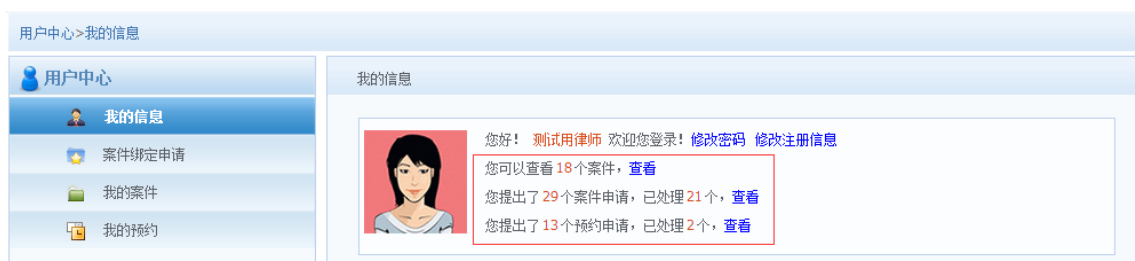 用户中心>我的信息
用户中心
我的信息
案件绑定申请
我的案件
我的预约
我的信息
您好！ 测试用律师 欢迎您登录！修改密码 修改注册信息
您可以查看18个案件，查看
您提出了29个案件申请，已处理21个，查看
您提出了13个预约申请，已处理2个，查看